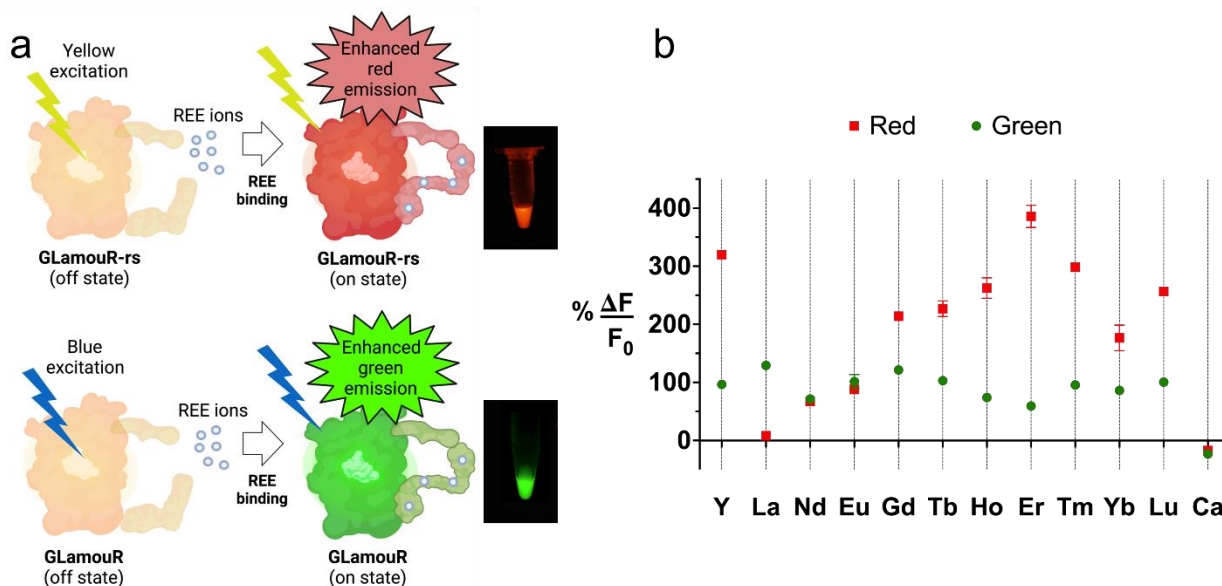 a
Yellow
excitation
REE ions
REE
binding
Enhanced
red
emission
GLamouR-rs
(off state)
GLamouR-rs
(on state)
Blue
excitation
REE ions
REE
binding
Enhanced
green
emission
GLamouR
(off state)
GLamouR
(on state)
b
Red Green
% ΔF
F0
400
300
200
100
0
Y La Nd Eu Gd Tb Ho Er Tm Yb Lu Ca